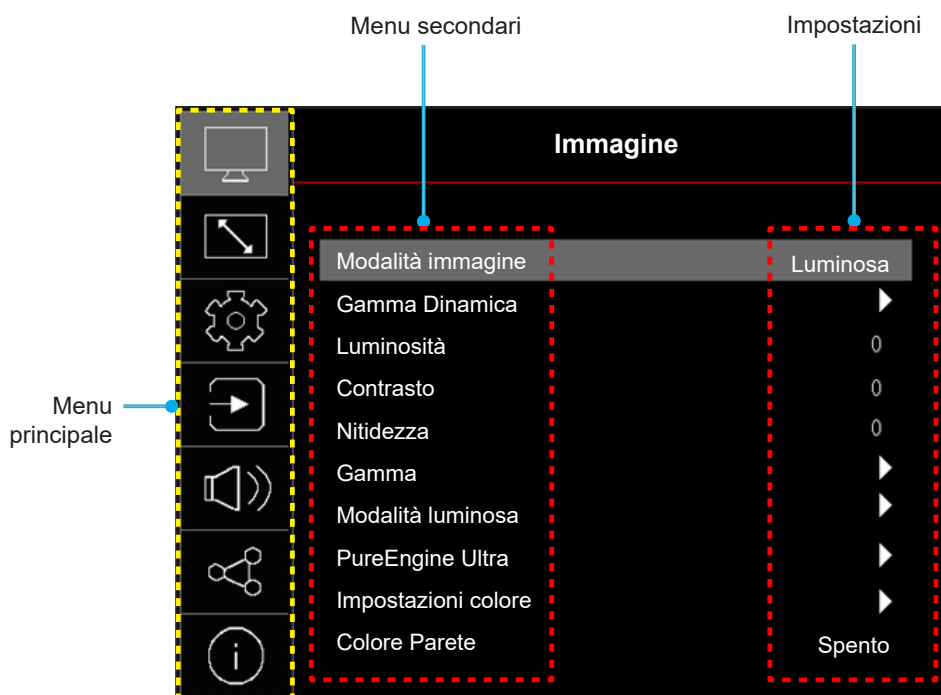 Menu secondari
Impostazioni
Immagine
Modalità immagine Luminosa
Gamma Dinamica
Luminosità 0
Contrasto 0
Nitidezza 0
Gamma
Modalità luminosa
PureEngine Ultra
Impostazioni colore
Colore Parete Spento
Menu
principale
i